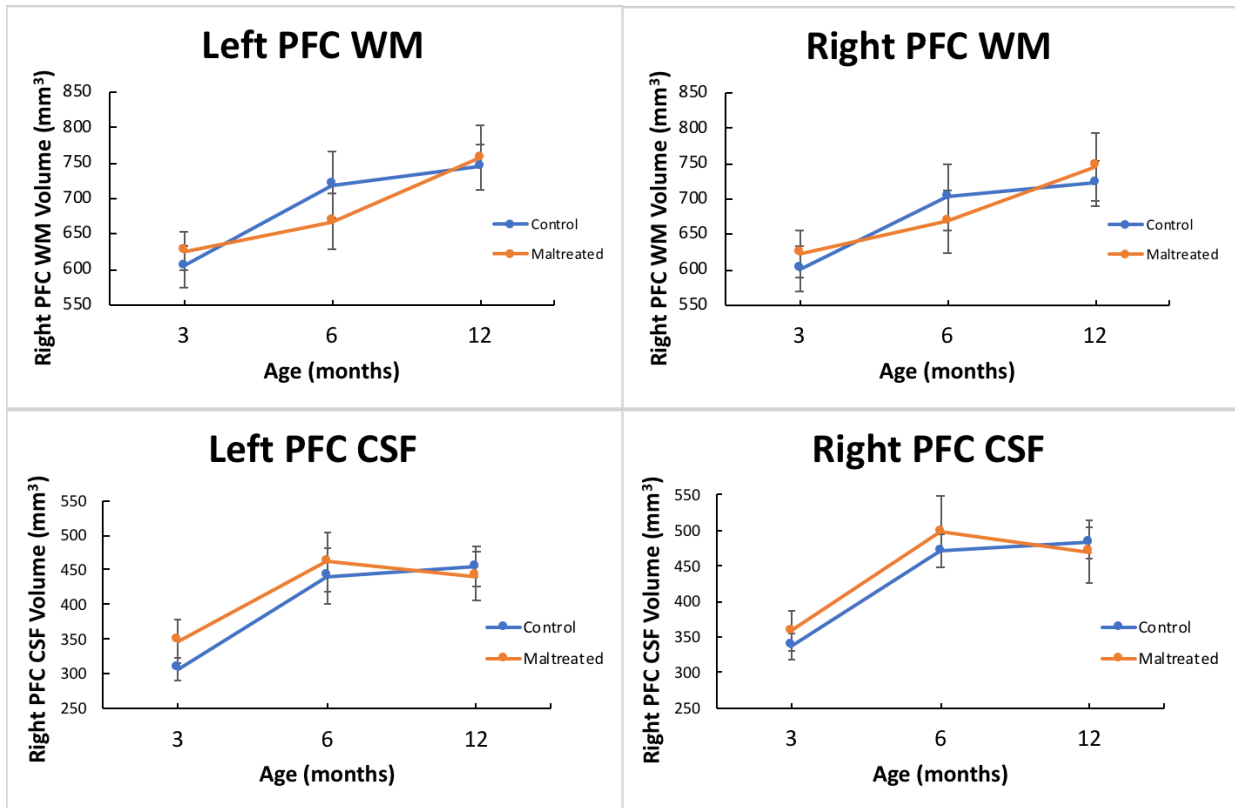 Left PFC WM
Right PFC WM Volume (mm³)
850
800
750
700
650
600
550
3 6 12
Age (months)
Control
Maltreated
Right PFC WM
Right PFC WM Volume (mm³)
850
800
750
700
650
600
550
3 6 12
Age (months)
Control
Maltreated
Left PFC CSF
Right PFC CSF Volume (mm³)
550
500
450
400
350
300
250
3 6 12
Age (months)
Control
Maltreated
Right PFC CSF
Right PFC CSF Volume (mm³)
550
500
450
400
350
300
250
3 6 12
Age (months)
Control
Maltreated